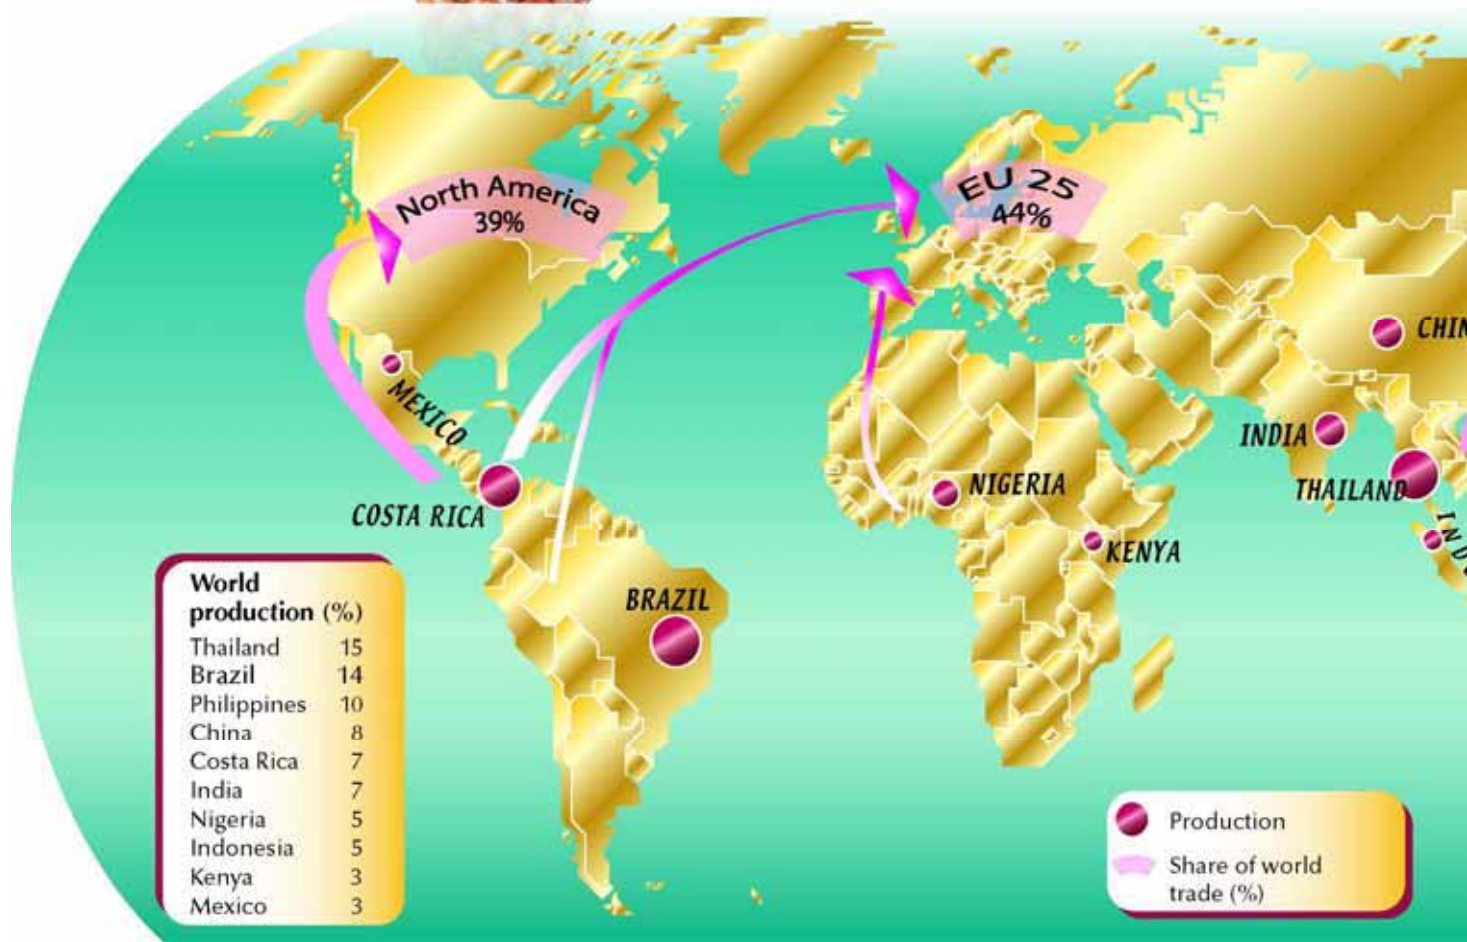 North America
39%
EU 25
44%
MEXICO
COSTA RICA
BRAZIL
NIGERIA
KENYA
INDIA
THAILAND
CHIN
IND
World
production (%)
Thailand 15
Brazil 14
Philippines 10
China 8
Costa Rica 7
India 7
Nigeria 5
Indonesia 5
Kenya 3
Mexico 3
Production
Share of world
trade (%)